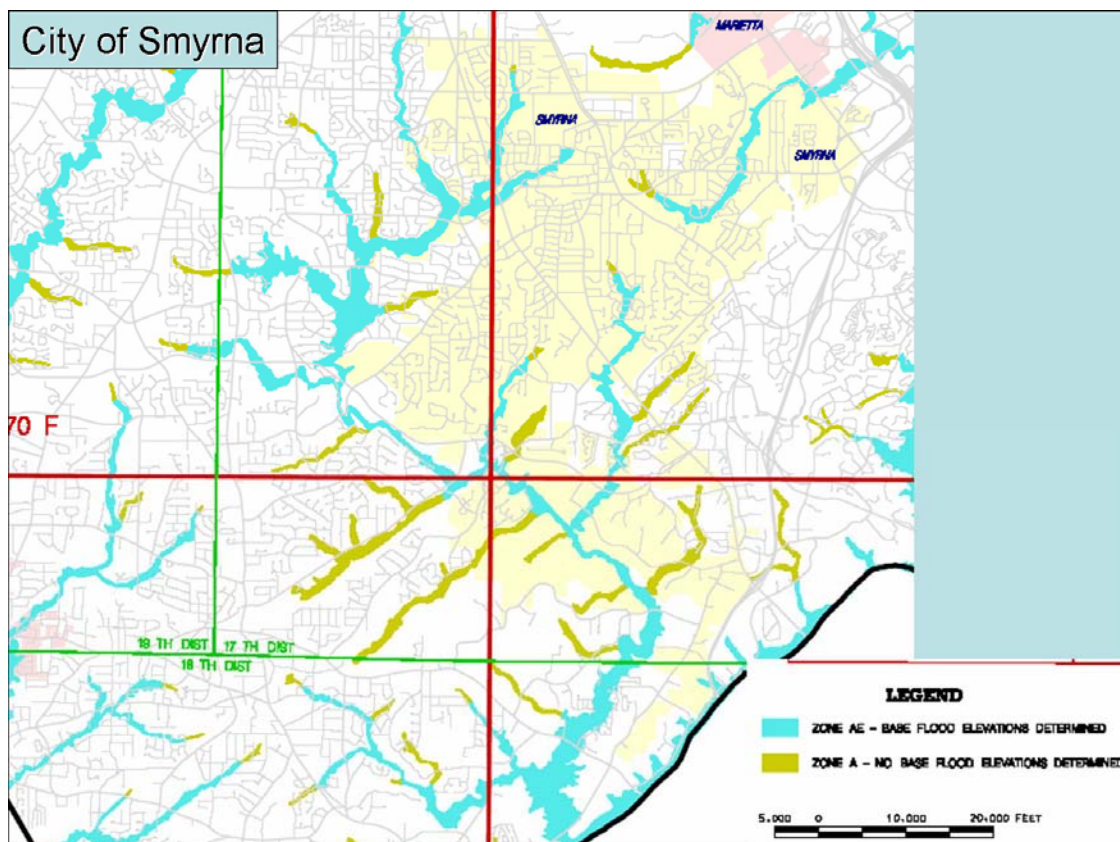 City of Smyrna
MARIETTA
SMYRNA
SMYRNA
70 F
19 TH DIST 17 TH DIST
18 TH DIST
LEGEND
ZONE AE - BASE FLOOD ELEVATIONS DETERMINED
ZONE A - NO BASE FLOOD ELEVATIONS DETERMINED
5,000 0 10,000 20,000 FEET